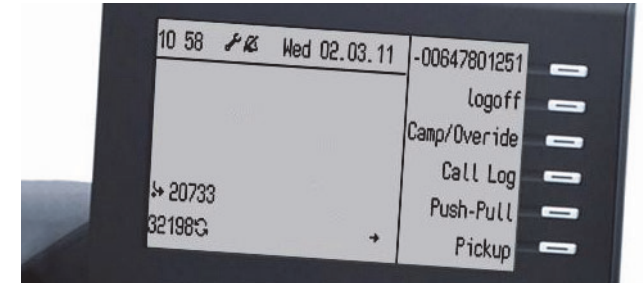 10 58 Wed 02.03.11
20733
32198
-00647801251
logoff
Camp/Overide
Call Log
Push-Pull
Pickup